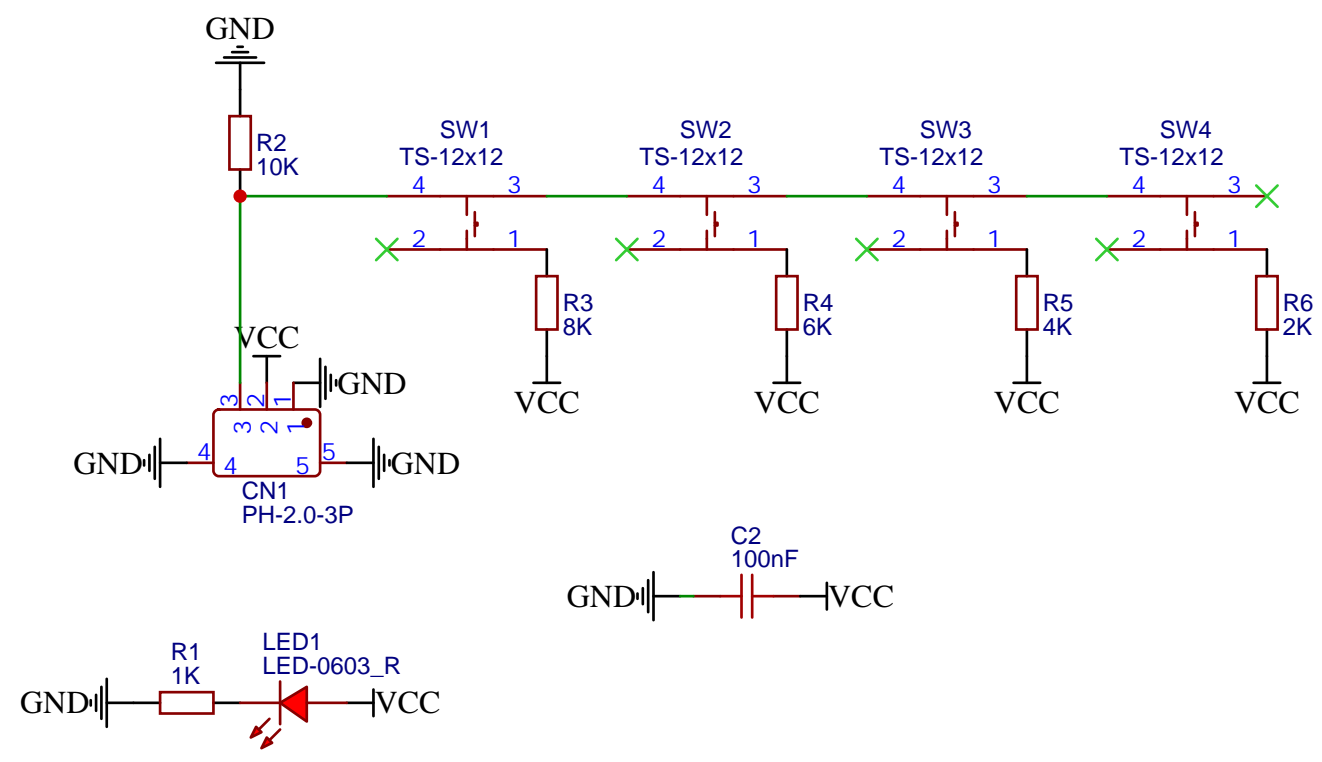 GND
R2
10K
SW1
TS-12x12
4 3
2 1
SW2
TS-12x12
4 3
2 1
SW3
TS-12x12
4 3
2 1
SW4
TS-12x12
4 3
2 1
R3
8K
VCC
R4
6K
VCC
R5
4K
VCC
R6
2K
VCC
VCC
GND
3 2 1
3 2 1
GND
4
4
5
5
GND
CN1
PH-2.0-3P
C2
100nF
GND
VCC
R1
1K
LED1
LED-0603_R
GND
VCC